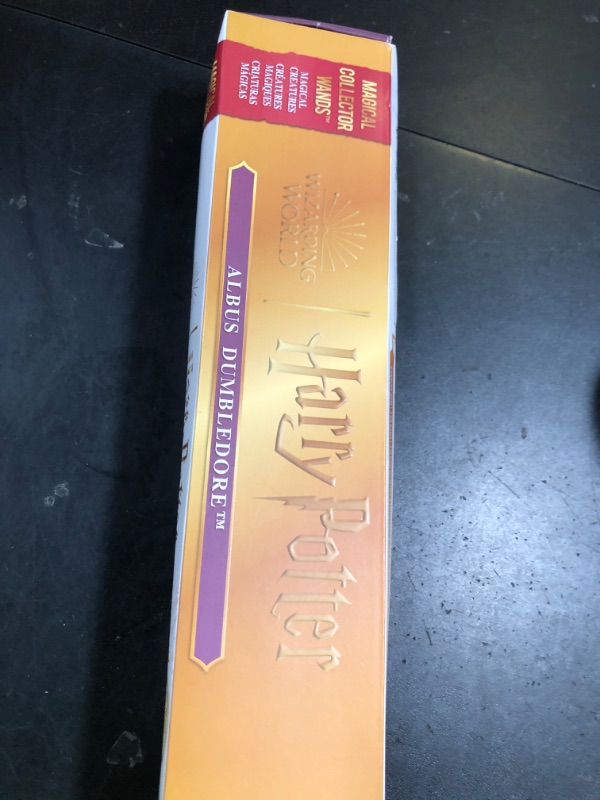 MAGICAL
COLLECTOR
WANDS™
MAGICAL
CREATURES
CRÉATURES
MAGIQUES
CRIATURAS
MÁGICAS
WIZARDING
WORLD
Harry Potter
ALBUS DUMBLEDORE™